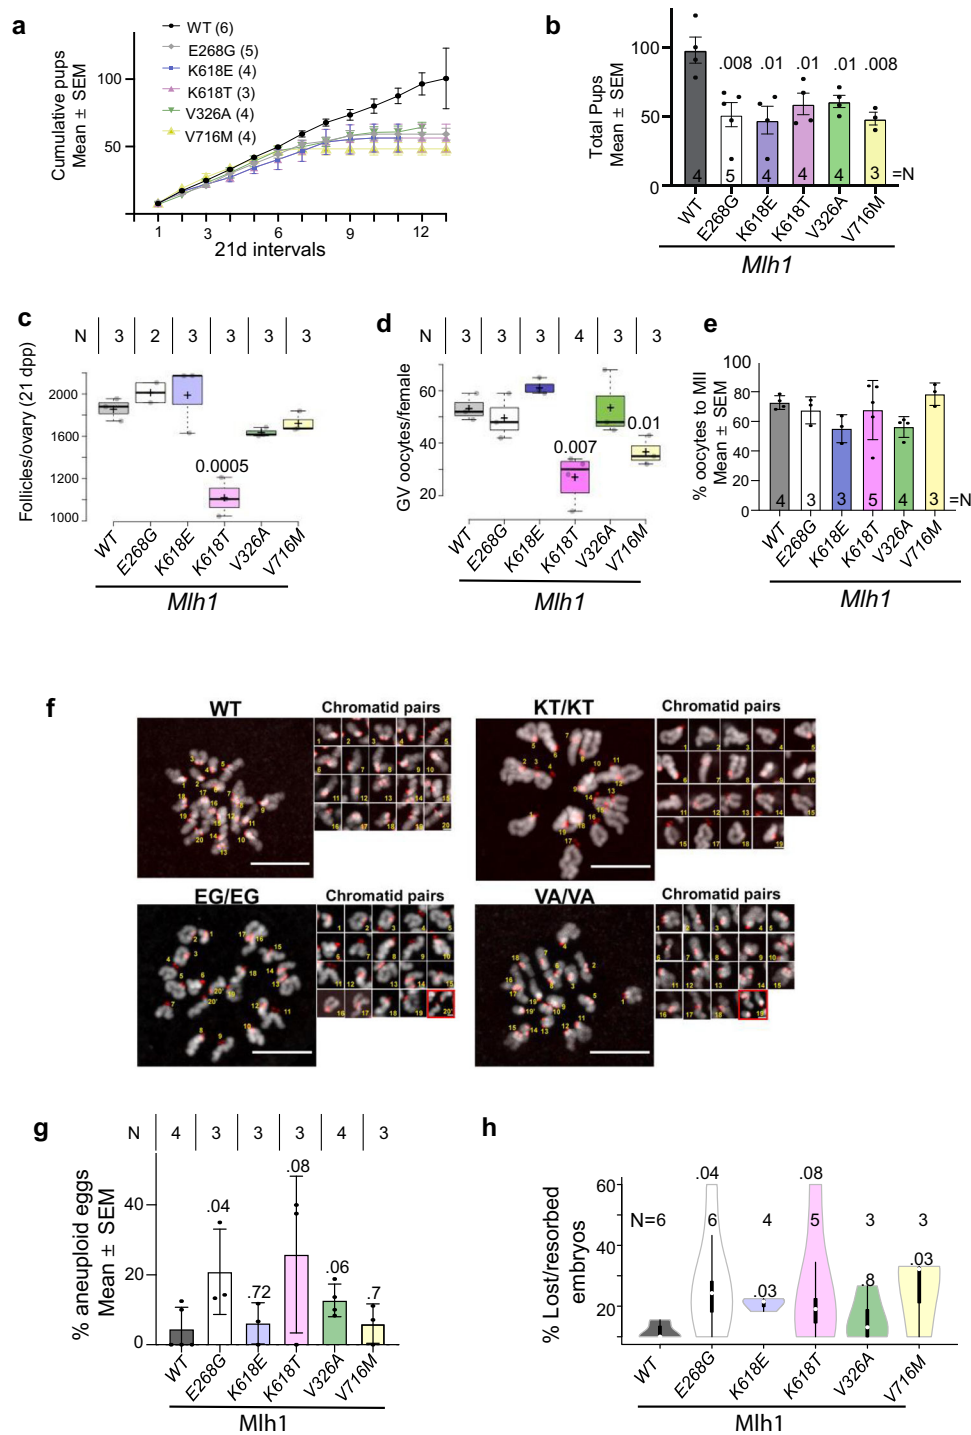 a
WT (6)
E268G (5)
K618E (4)
K618T (3)
V326A (4)
V716M (4)
Cumulative pups
Mean ± SEM
100
50
1 3 6 9 12
21d intervals
b
Total Pups
Mean ± SEM
100
50
0
.008 .01 .01 .01 .008
4 5 4 4 4 3 =N
WT E268G K618E K618T V326A V716M
Mlh1
c
N 3 2 3 3 3 3
Follicles/ovary (21 dpp)
2000
1600
1200
1000
0.0005
WT E268G K618E K618T V326A V716M
Mlh1
d
N 3 3 3 4 3 3
GV oocytes/female
60
40
20
0.007
0.01
WT E268G K618E K618T V326A V716M
Mlh1
e
% oocytes to MII
Mean ± SEM
100
80
60
40
20
0
4 3 3 5 4 3 =N
WT E268G K618E K618T V326A V716M
Mlh1
f
WT
Chromatid pairs
KT/KT
Chromatid pairs
EG/EG
Chromatid pairs
VA/VA
Chromatid pairs
g
N 4 3 3 3 4 3
% aneuploid eggs
Mean ± SEM
40
20
0
.04 .72 .08 .06 .7
WT E268G K618E K618T V326A V716M
Mlh1
h
% Lost/resorbed
embryos
60
40
20
.04 .03 .08 .8 .03
N=6 6 4 5 3 3
WT E268G K618E K618T V326A V716M
Mlh1